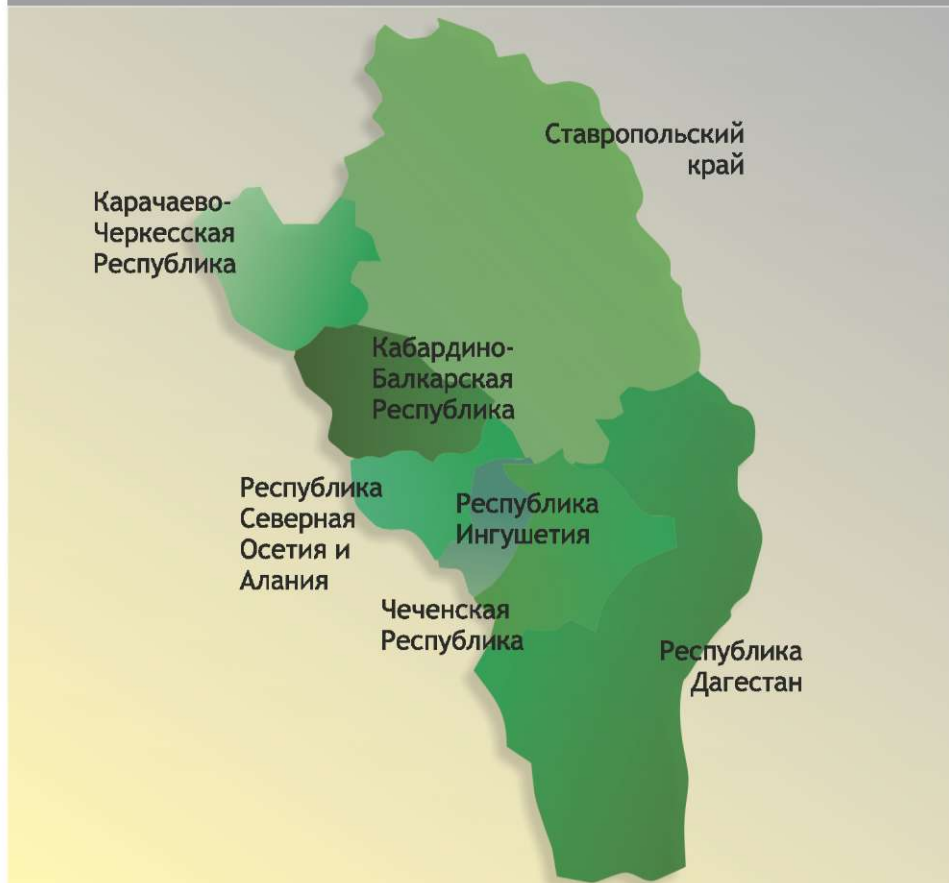 Ставропольский
край
Карачаево-
Черкесская
Республика
Кабардино-
Балкарская
Республика
Республика
Северная
Осетия и
Алания
Республика
Ингушетия
Чеченская
Республика
Республика
Дагестан